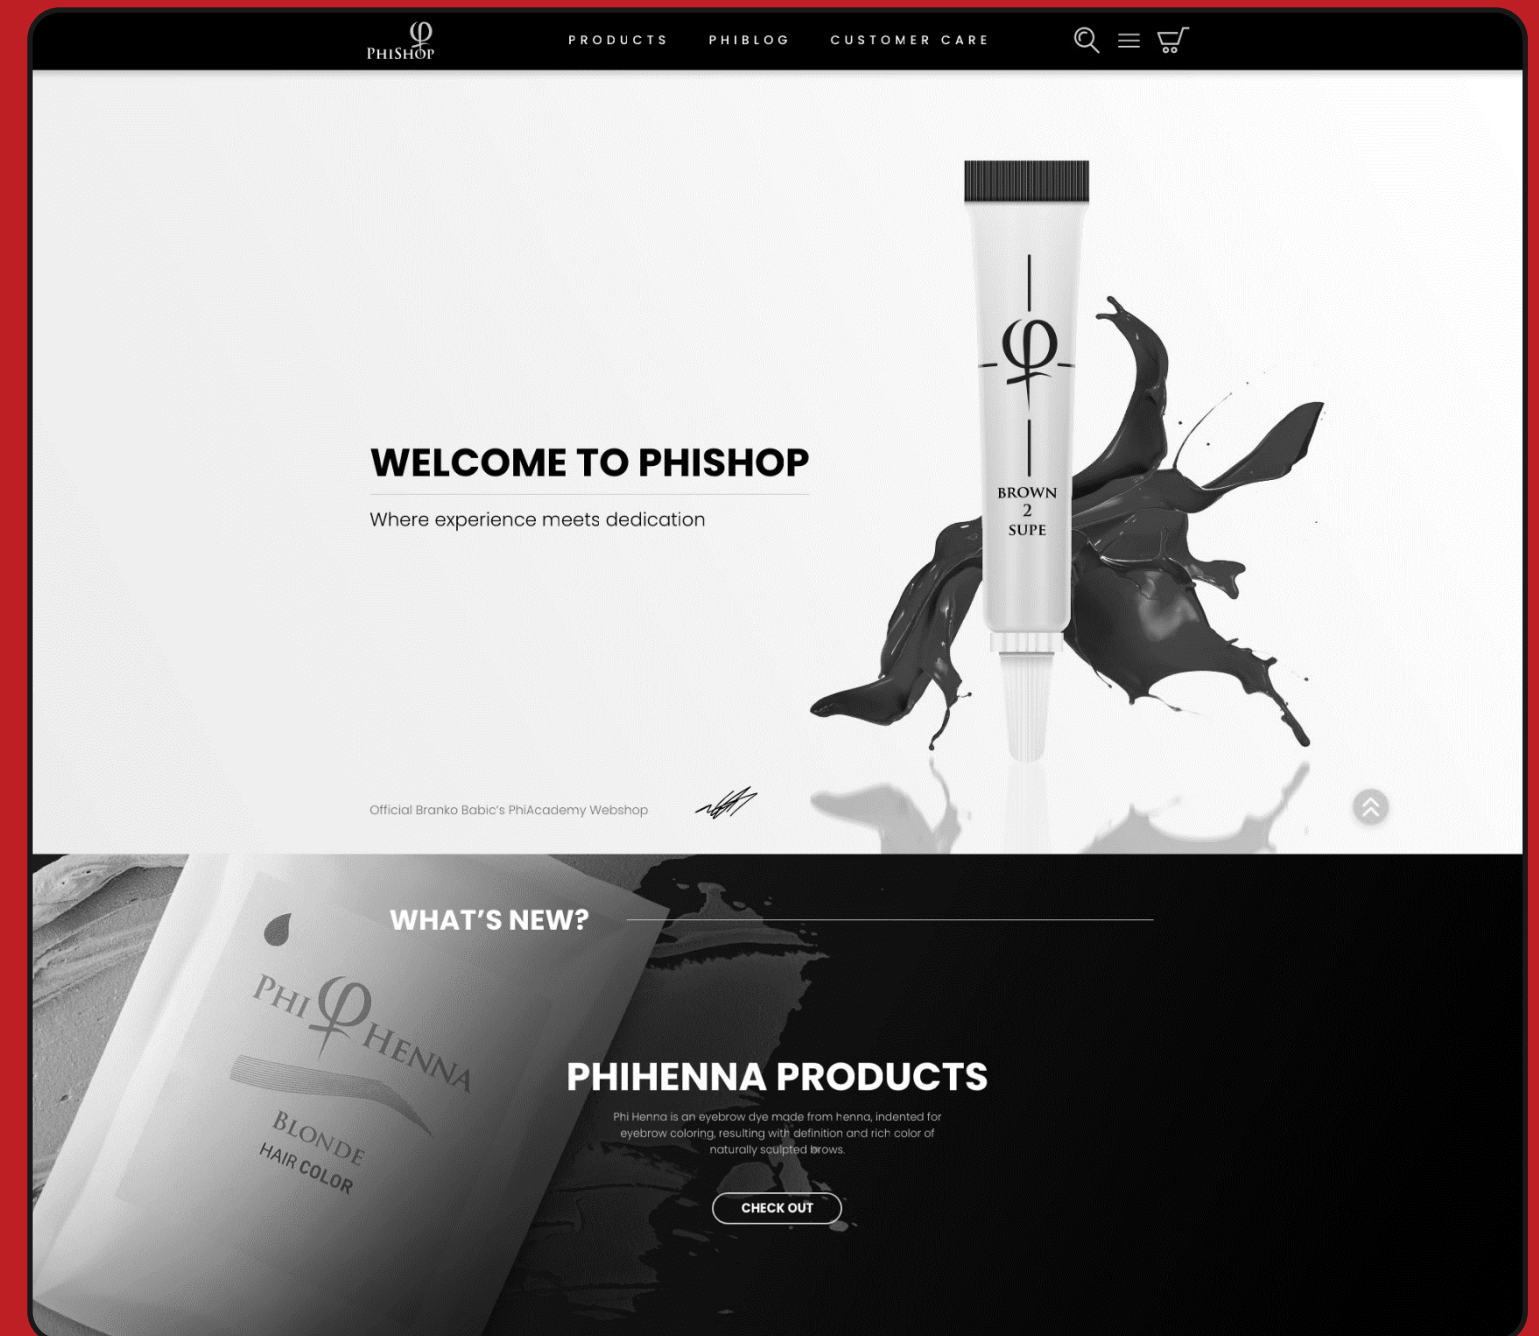 PHISHOP
PRODUCTS PHIBLOG CUSTOMER CARE
BROWN
2
SUPE
WELCOME TO PHISHOP
Where experience meets dedication
Official Branko Babic's PhiAcademy Webshop
WHAT'S NEW?
PHI HENNA
BLONDE
HAIR COLOR
PHIHENNA PRODUCTS
Phi Henna is an eyebrow dye made from henna, indented for
eyebrow coloring, resulting with definition and rich color of
naturally sculpted brows.
CHECK OUT